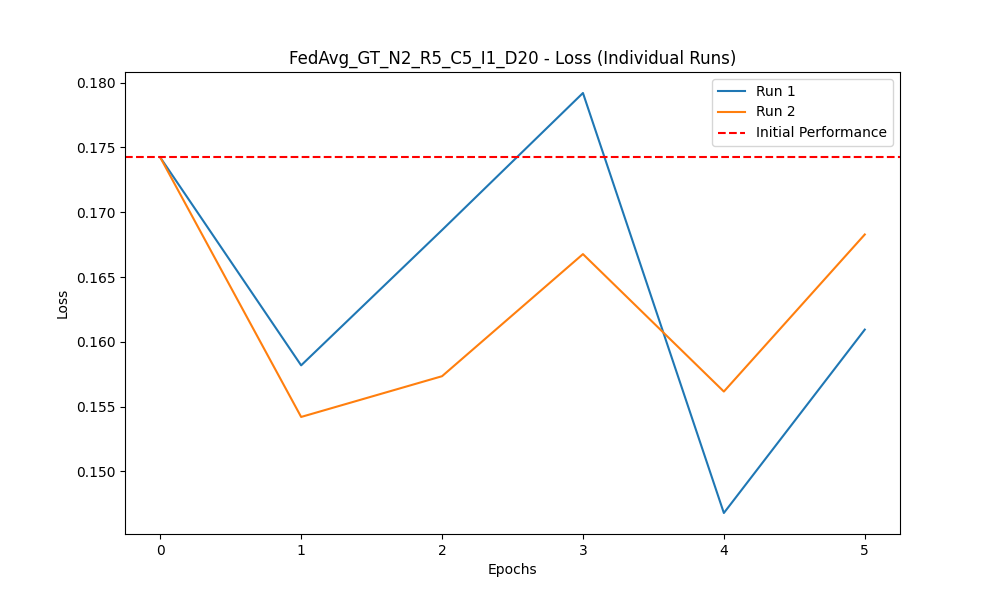 FedAvg_GT_N2_R5_C5_I1_D20 - Loss (Individual Runs)
Run 1
Run 2
Initial Performance
0.180
0.175
0.170
0.165
0.160
0.155
0.150
Loss
0 1 2 3 4 5
Epochs